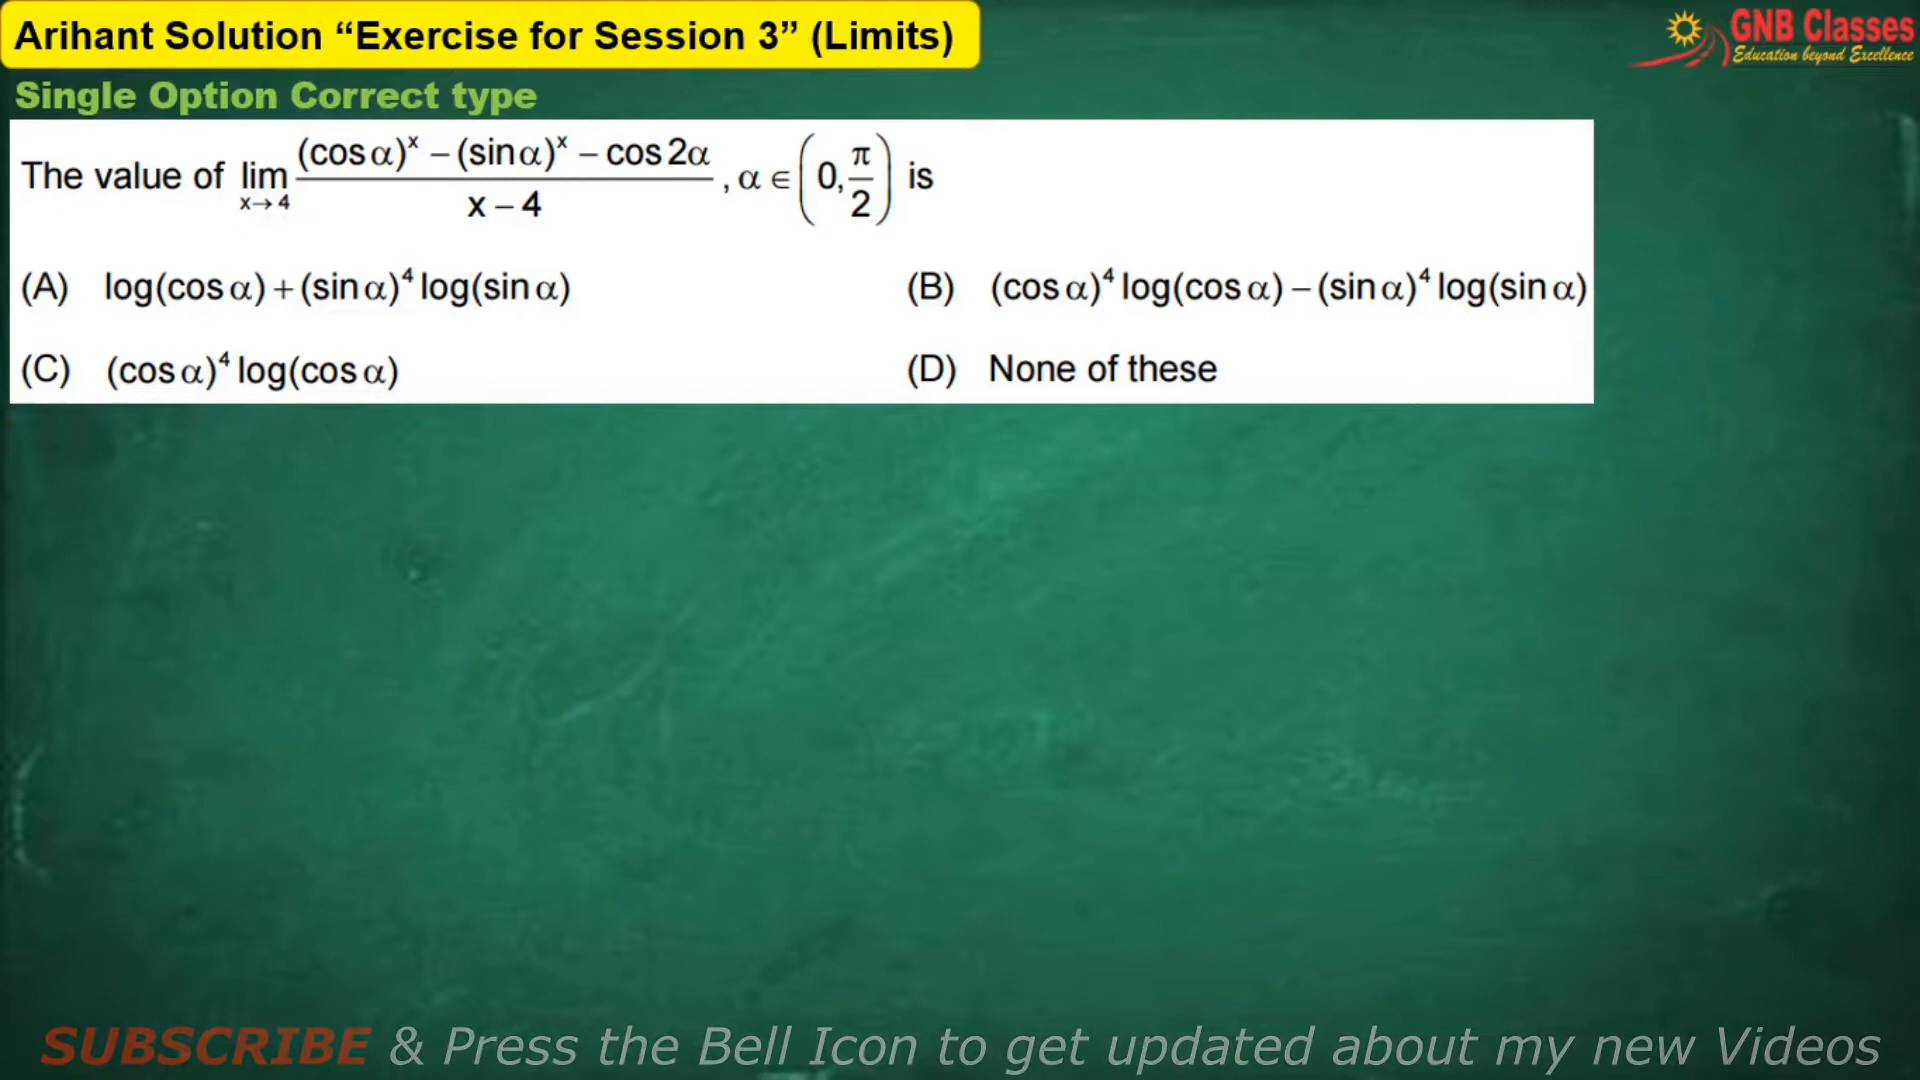 Arihant Solution “Exercise for Session 3” (Limits)
GNB Classes
Education beyond Excellence
Single Option Correct type
The value of lim x→4 ((cos α)^x – (sin α)^x – cos 2α)/(x – 4), α ∈ (0, π/2) is
(A) log(cos α) + (sin α)⁴ log(sin α)
(B) (cos α)⁴ log(cos α) – (sin α)⁴ log(sin α)
(C) (cos α)⁴ log(cos α)
(D) None of these
SUBSCRIBE & Press the Bell Icon to get updated about my new Videos